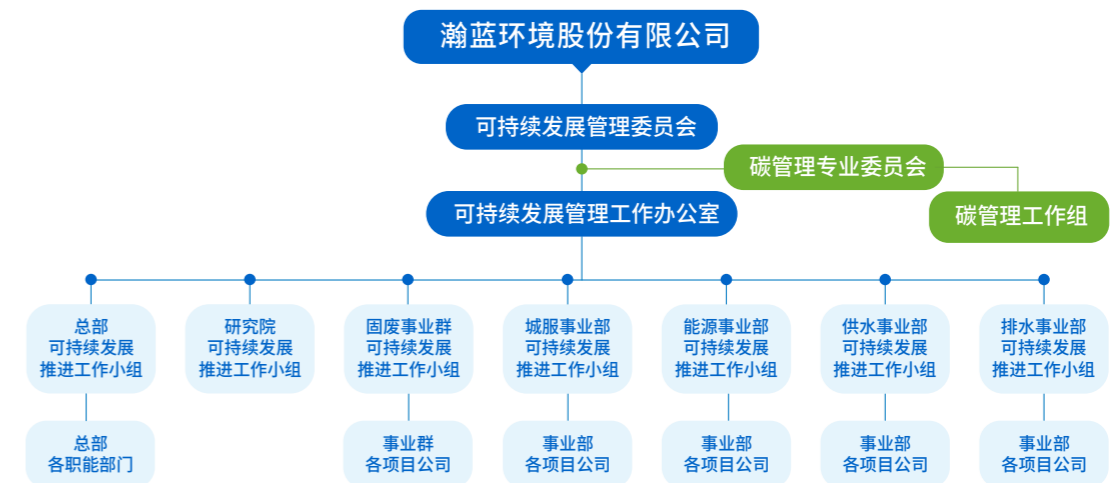 瀚蓝环境股份有限公司
可持续发展管理委员会
碳管理专业委员会
碳管理工作组
可持续发展管理工作办公室
总部
可持续发展
推进工作小组
研究院
可持续发展
推进工作小组
固废事业群
可持续发展
推进工作小组
城服事业部
可持续发展
推进工作小组
能源事业部
可持续发展
推进工作小组
供水事业部
可持续发展
推进工作小组
排水事业部
可持续发展
推进工作小组
总部
各职能部门
事业群
各项目公司
事业部
各项目公司
事业部
各项目公司
事业部
各项目公司
事业部
各项目公司